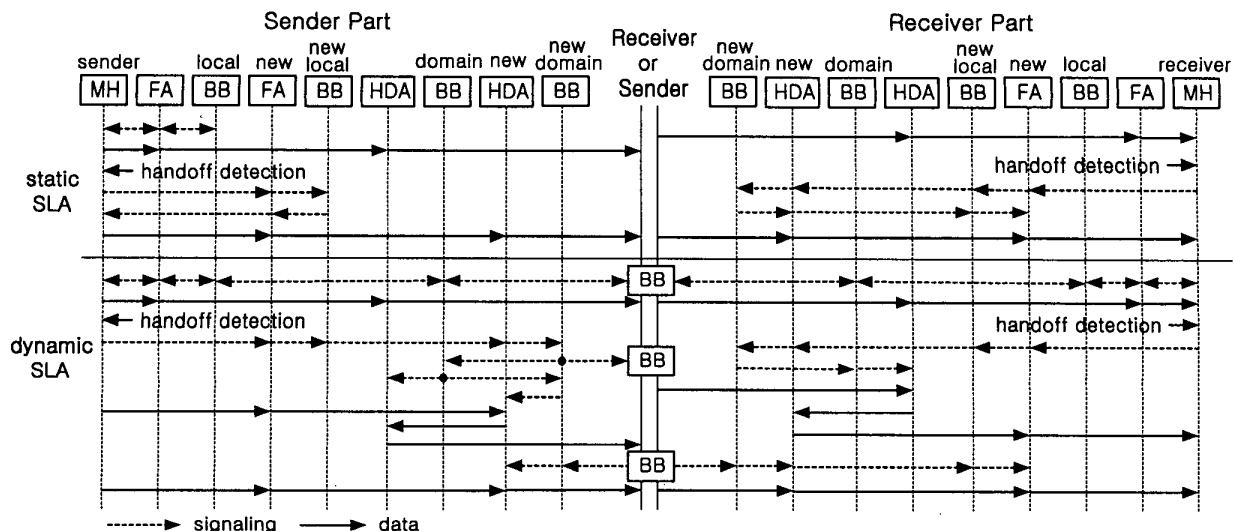 Sender Part
Receiver Part
sender local new new local domain new new domain
Receiver or Sender
new domain new domain new local new local receiver
MH FA BB FA BB HDA BB HDA BB
BB HDA BB HDA BB FA BB FA MH
handoff detection
handoff detection
static SLA
BB
handoff detection
handoff detection
dynamic SLA
BB
BB
signaling data